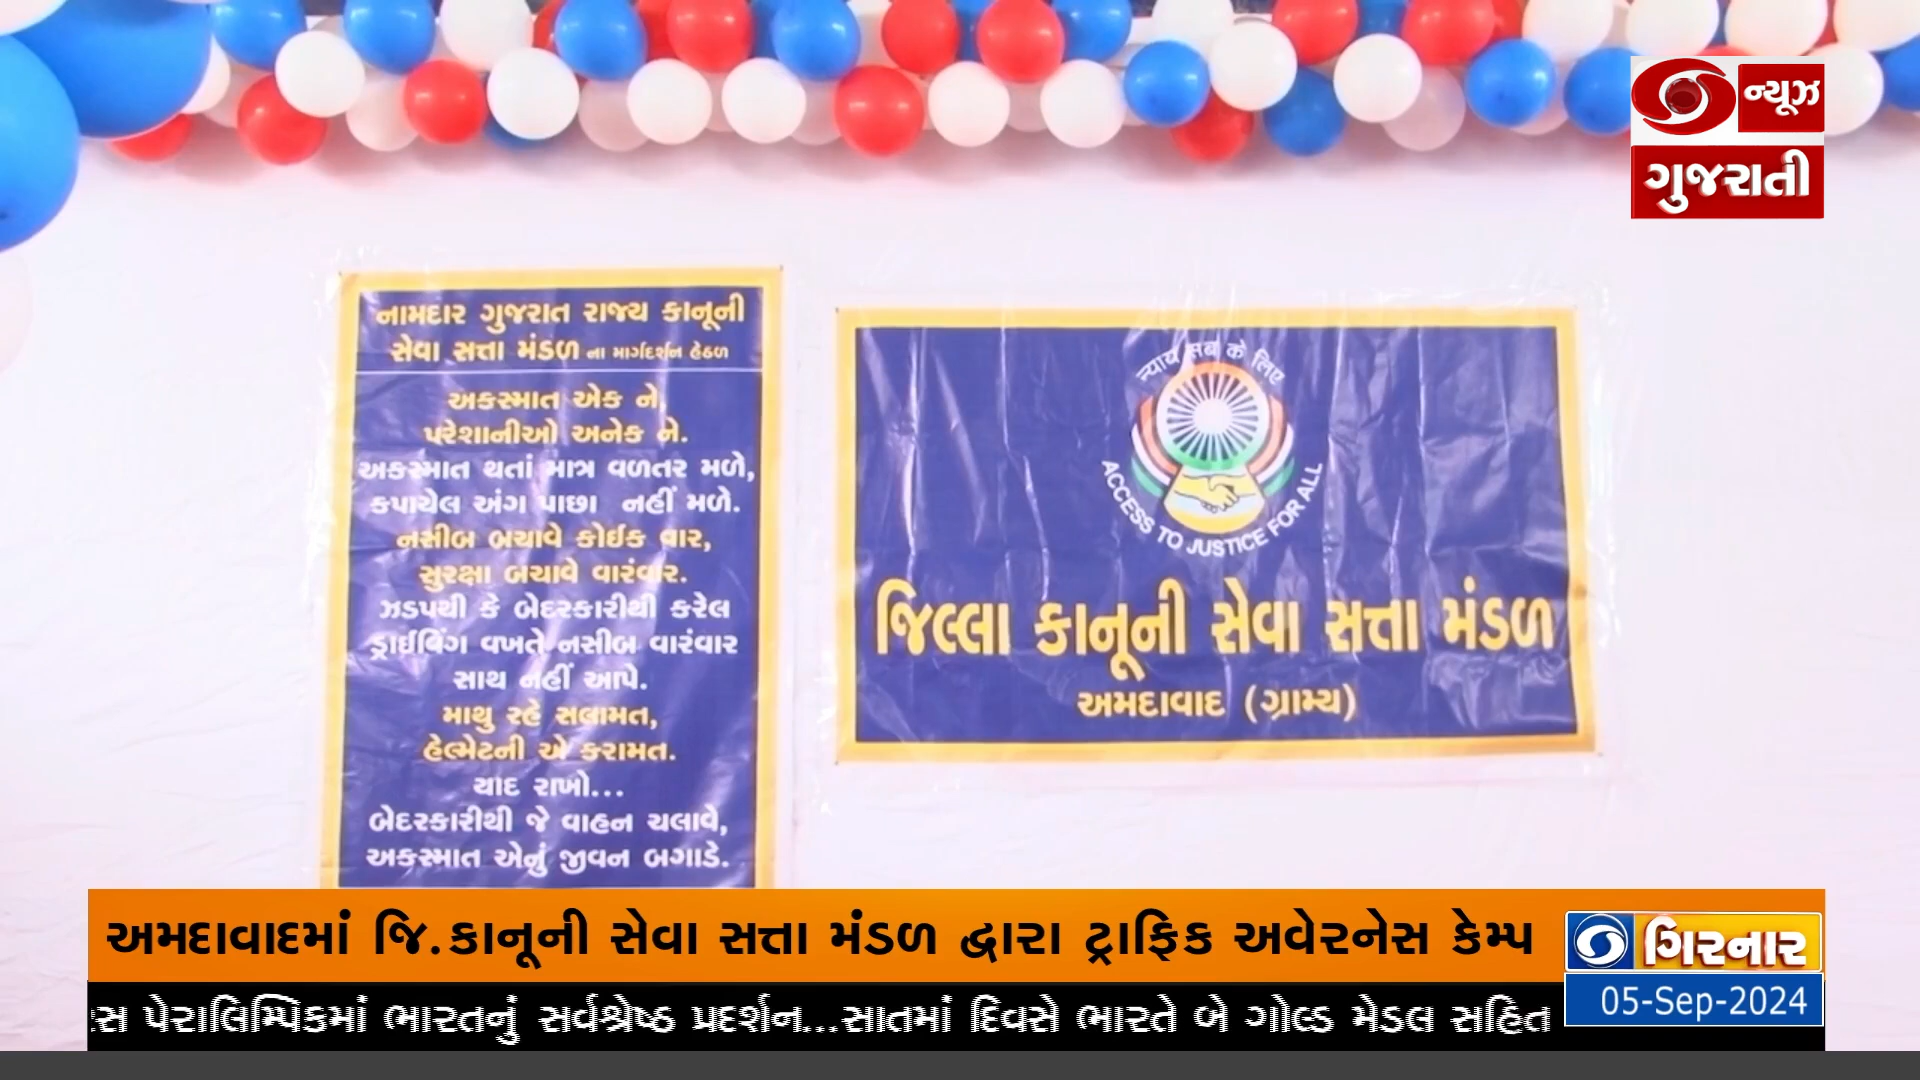 ન્યૂઝ
ગુજરાતી
નામદાર ગુજરાત રાજ્ય કાનૂની
સેવા સત્તા મંડળ ના માર્ગદર્શન હેઠળ
અકસ્માત એક ને,
પરેશાનીઓ અનેક ને.
અકસ્માત થતાં માત્ર વળતર મળે,
કપાયેલ અંગ પાછા નહીં મળે.
નસીબ બચાવે કોઈક વાર,
સુરક્ષા બચાવે વારંવાર.
ઝડપથી કે બેદરકારીથી કરેલ
ડ્રાઈવિંગ વખતે નસીબ વારંવાર
સાથ નહીં આપે.
માથુ રહે સલામત,
હેલ્મેટની એ કરામત.
યાદ રાખો...
બેદરકારીથી જે વાહન ચલાવે,
અકસ્માત એનું જીવન બગાડે.
न्याय सब के लिए
ACCESS TO JUSTICE FOR ALL
જિલ્લા કાનૂની સેવા સત્તા મંડળ
અમદાવાદ (ગ્રામ્ય)
અમદાવાદમાં જિ.કાનૂની સેવા સત્તા મંડળ દ્વારા ટ્રાફિક અવેરનેસ કેમ્પ
ગિરનાર
પેરાલિમ્પિકમાં ભારતનું સર્વશ્રેષ્ઠ પ્રદર્શન...સાતમાં દિવસે ભારતે બે ગોલ્ડ મેડલ સહિત
05-Sep-2024